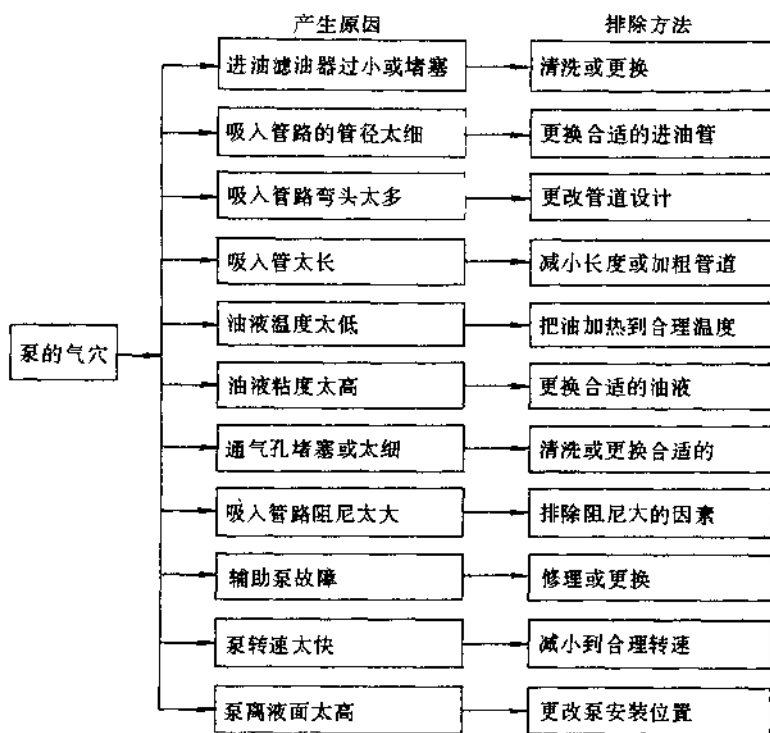 产生原因 排除方法
进油滤油器过小或堵塞 清洗或更换
吸入管路的管径太细 更换合适的进油管
吸入管路弯头太多 更改管道设计
吸入管太长 减小长度或加粗管道
油液温度太低 把油加热到合理温度
泵的气穴
油液粘度太高 更换合适的油液
通气孔堵塞或太细 清洗或更换合适的
吸入管路阻尼太大 排除阻尼大的因素
辅助泵故障 修理或更换
泵转速太快 减小到合理转速
泵离液面太高 更改泵安装位置